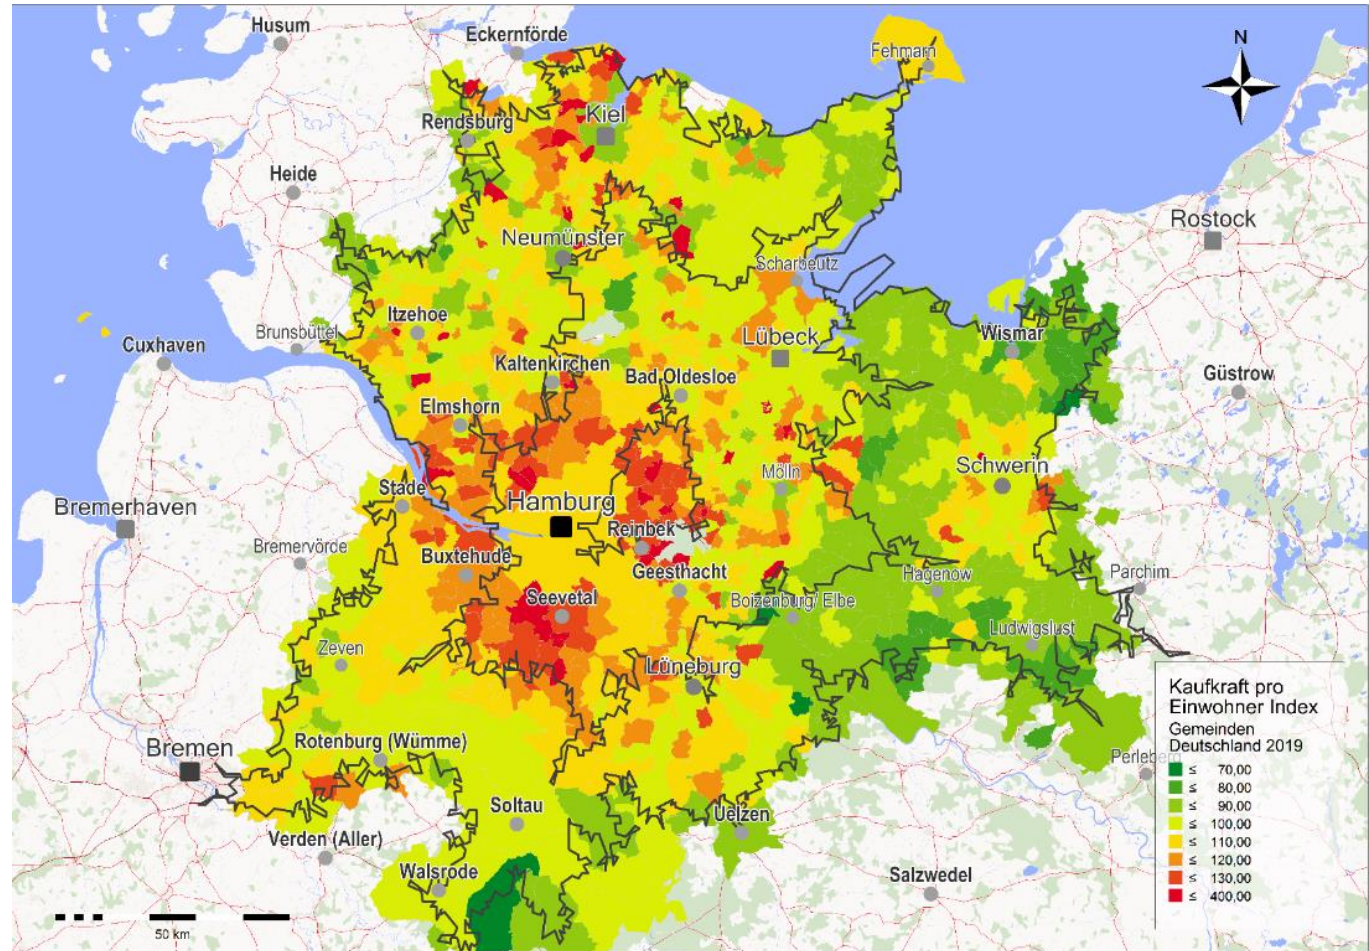 Husum
Eckernförde
Fehmarn
N
Rendsburg
Kiel
Heide
Rostock
Neumünster
Scharbeutz
Itzehoe
Brunsbüttel
Lübeck
Wismar
Cuxhaven
Kaltenkirchen
Bad Oldesloe
Güstrow
Elmshorn
Mölln
Schwerin
Stade
Hamburg
Bremerhaven
Reinbek
Bremervörde
Buxtehude
Geesthacht
Hagenow
Parchim
Seevetal
Boizenburg/ Elbe
Ludwigslust
Zeven
Lüneburg
Bremen
Rotenburg (Wümme)
Perleberg
Soltau
Uelzen
Verden (Aller)
Walsrode
Salzwedel
50 km
Kaufkraft pro
Einwohner Index
Gemeinden
Deutschland 2019
≤ 70,00
≤ 80,00
≤ 90,00
≤ 100,00
≤ 110,00
≤ 120,00
≤ 130,00
≤ 400,00